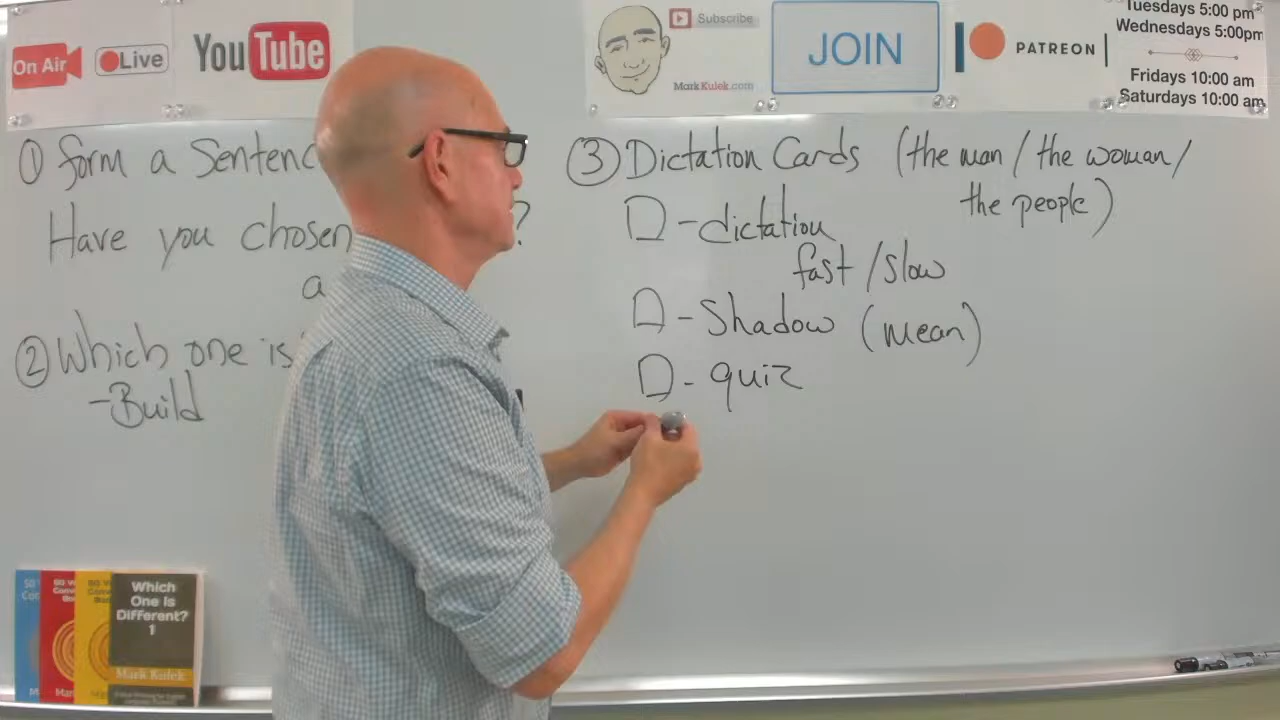 On Air
Live
YouTube
Subscribe
MarkKulek.com
JOIN
PATREON
Tuesdays 5:00 pm
Wednesdays 5:00pm
Fridays 10:00 am
Saturdays 10:00 am
① form a Sentenc
Have you chosen ?
a
② Which one is
-Build
③ Dictation Cards (the man / the woman /
the people)
- dictation
fast / slow
- Shadow (mean)
- quiz
Which
One Is
Different?
1
Mark Kulek